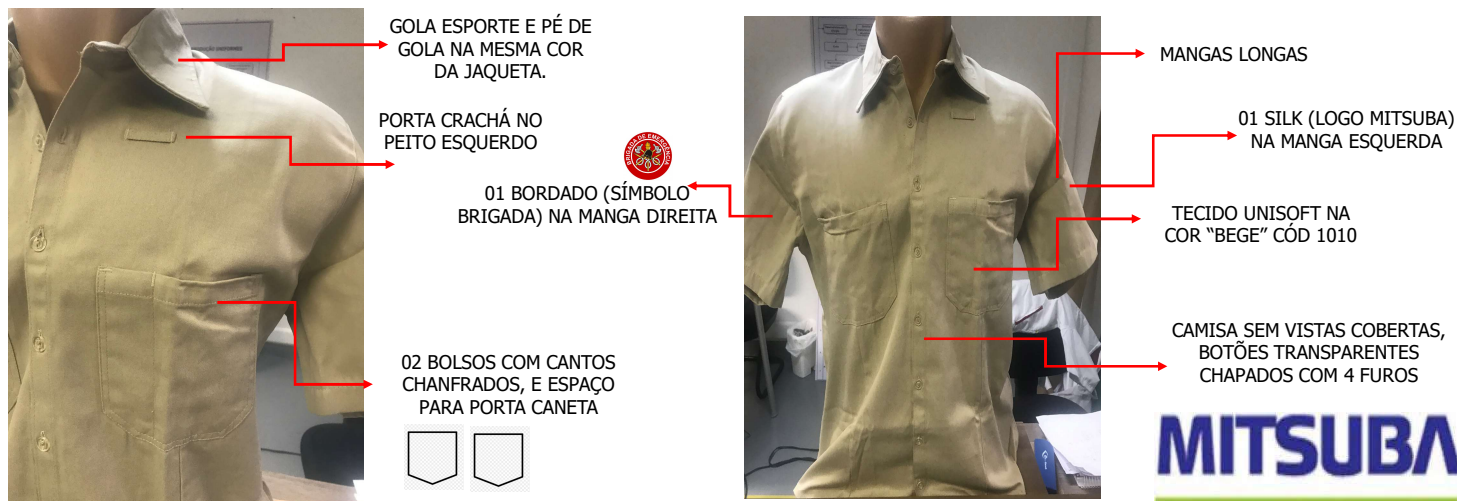 GOLA ESPORTE E PÉ DE
GOLA NA MESMA COR
DA JAQUETA.
PORTA CRACHÁ NO
PEITO ESQUERDO
BRIGADA DE EMERGÊNCIA
01 BORDADO (SÍMBOLO
BRIGADA) NA MANGA DIREITA
02 BOLSOS COM CANTOS
CHANFRADOS, E ESPAÇO
PARA PORTA CANETA
MANGAS LONGAS
01 SILK (LOGO MITSUBA)
NA MANGA ESQUERDA
TECIDO UNISOFT NA
COR “BEGE” CÓD 1010
CAMISA SEM VISTAS COBERTAS,
BOTÕES TRANSPARENTES
CHAPADOS COM 4 FUROS
MITSUBA